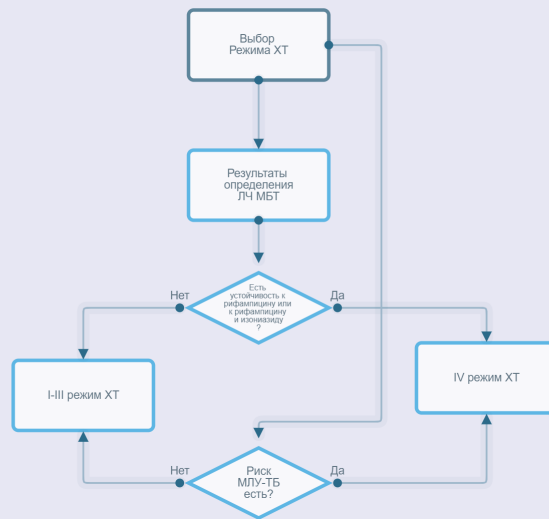 Выбор
Режима ХТ
Результаты
определения
ЛЧ МБТ
Есть
устойчивость к
рифампицину или
к рифампицину
и изониазиду
?
Нет
Да
I-III режим ХТ
IV режим ХТ
Риск
МЛУ-ТБ
есть?
Нет
Да